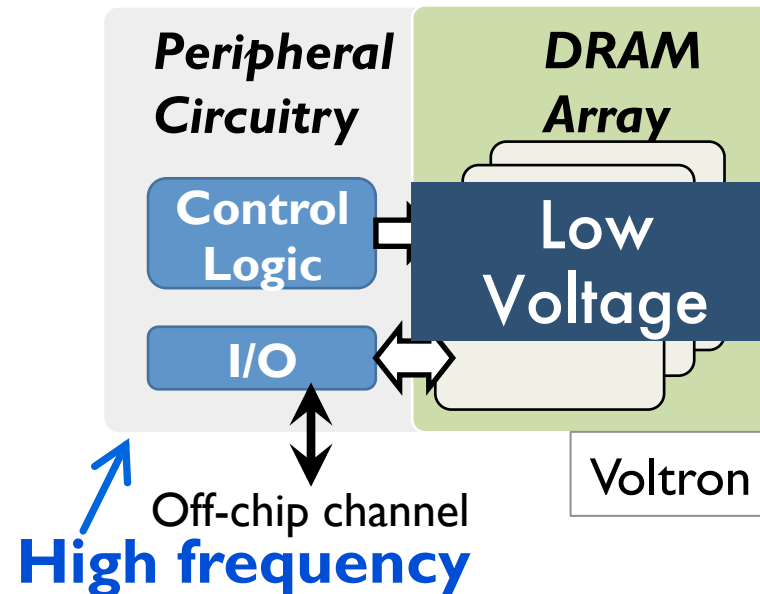 Peripheral
Circuitry
DRAM
Array
Control
Logic
Low
Voltage
I/O
Voltron
Off-chip channel
High frequency